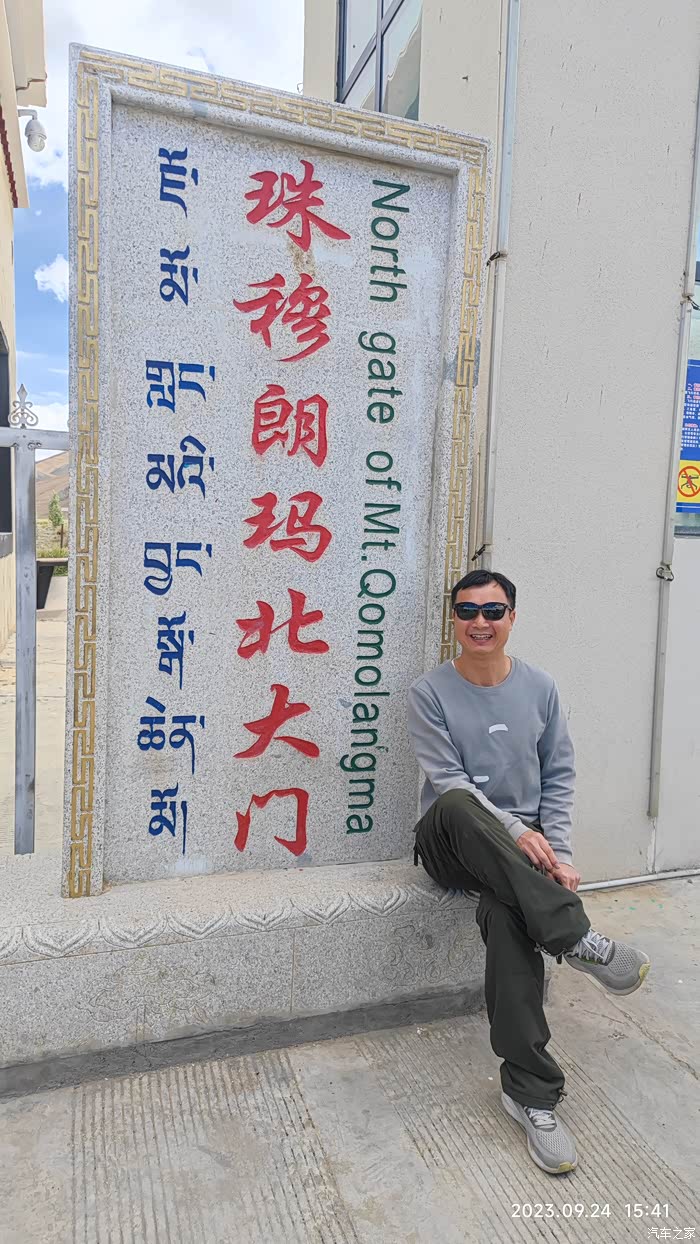 ཇོ མོ གླང མའི བྱང སྒོ ཆེན མོ
珠穆朗玛北大门
North gate of Mt.Qomolangma
2023.09.24 15:41
汽车之家